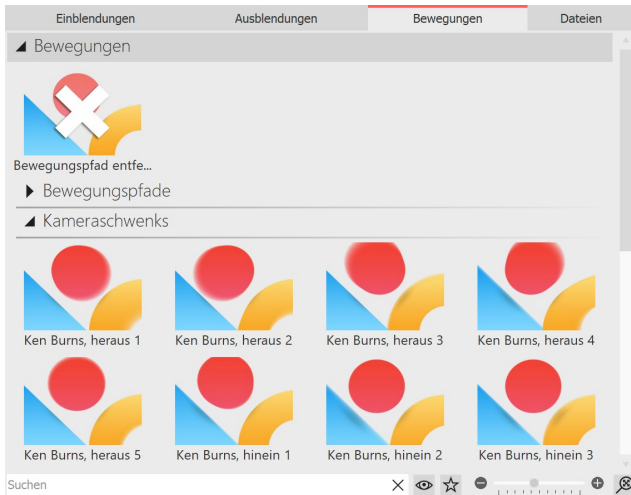 Einblendungen Ausblendungen Bewegungen Dateien
Bewegungen
Bewegungspfad entfe...
Bewegungspfade
Kameraschwenks
Ken Burns, heraus 1 Ken Burns, heraus 2 Ken Burns, heraus 3 Ken Burns, heraus 4
Ken Burns, heraus 5 Ken Burns, hinein 1 Ken Burns, hinein 2 Ken Burns, hinein 3
Suchen